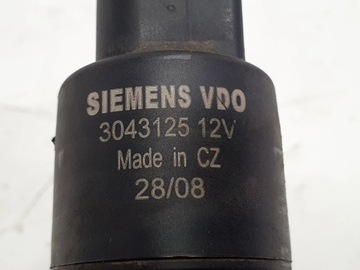 SIEMENS VDO
3043125 12V
Made in CZ
28/08